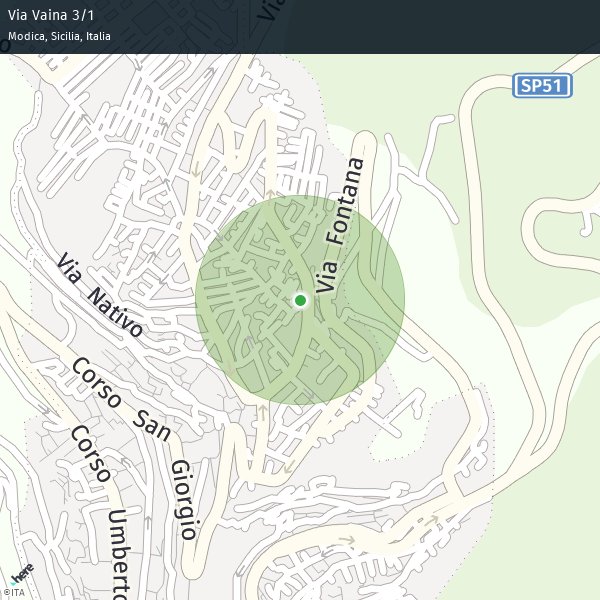 Via Vaina 3/1
Modica, Sicilia, Italia
Via
SP51
Via Fontana
Via Nativo
Corso San Giorgio
Corso Umberto
here
©ITA